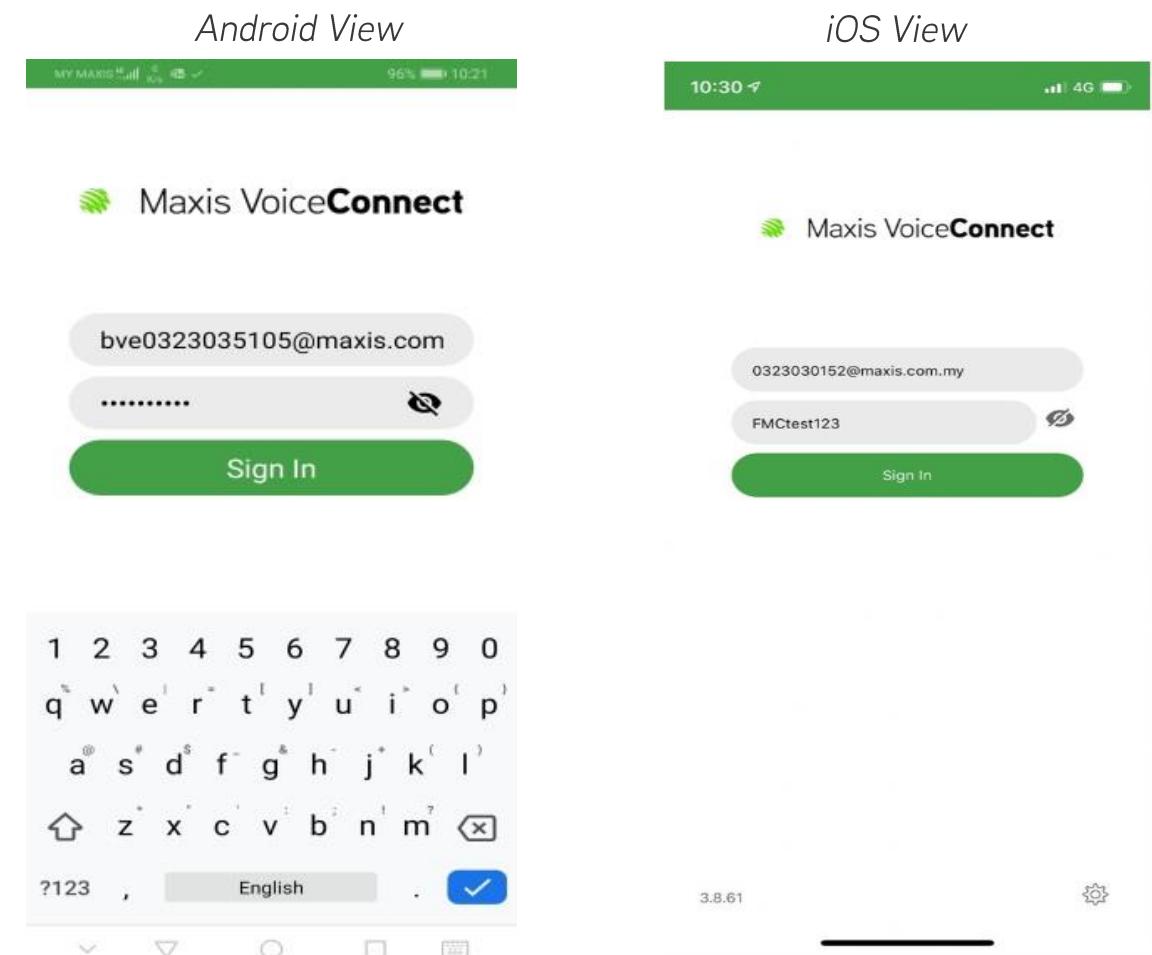 Android View
MY MAXIS 96% 10:21
Maxis VoiceConnect
bve0323035105@maxis.com
••••••••••
Sign In
1 2 3 4 5 6 7 8 9 0
q w e r t y u i o p
a s d f g h j k l
z x c v b n m
?123 , English .
iOS View
10:30 4G
Maxis VoiceConnect
0323030152@maxis.com.my
FMCtest123
Sign In
3.8.61